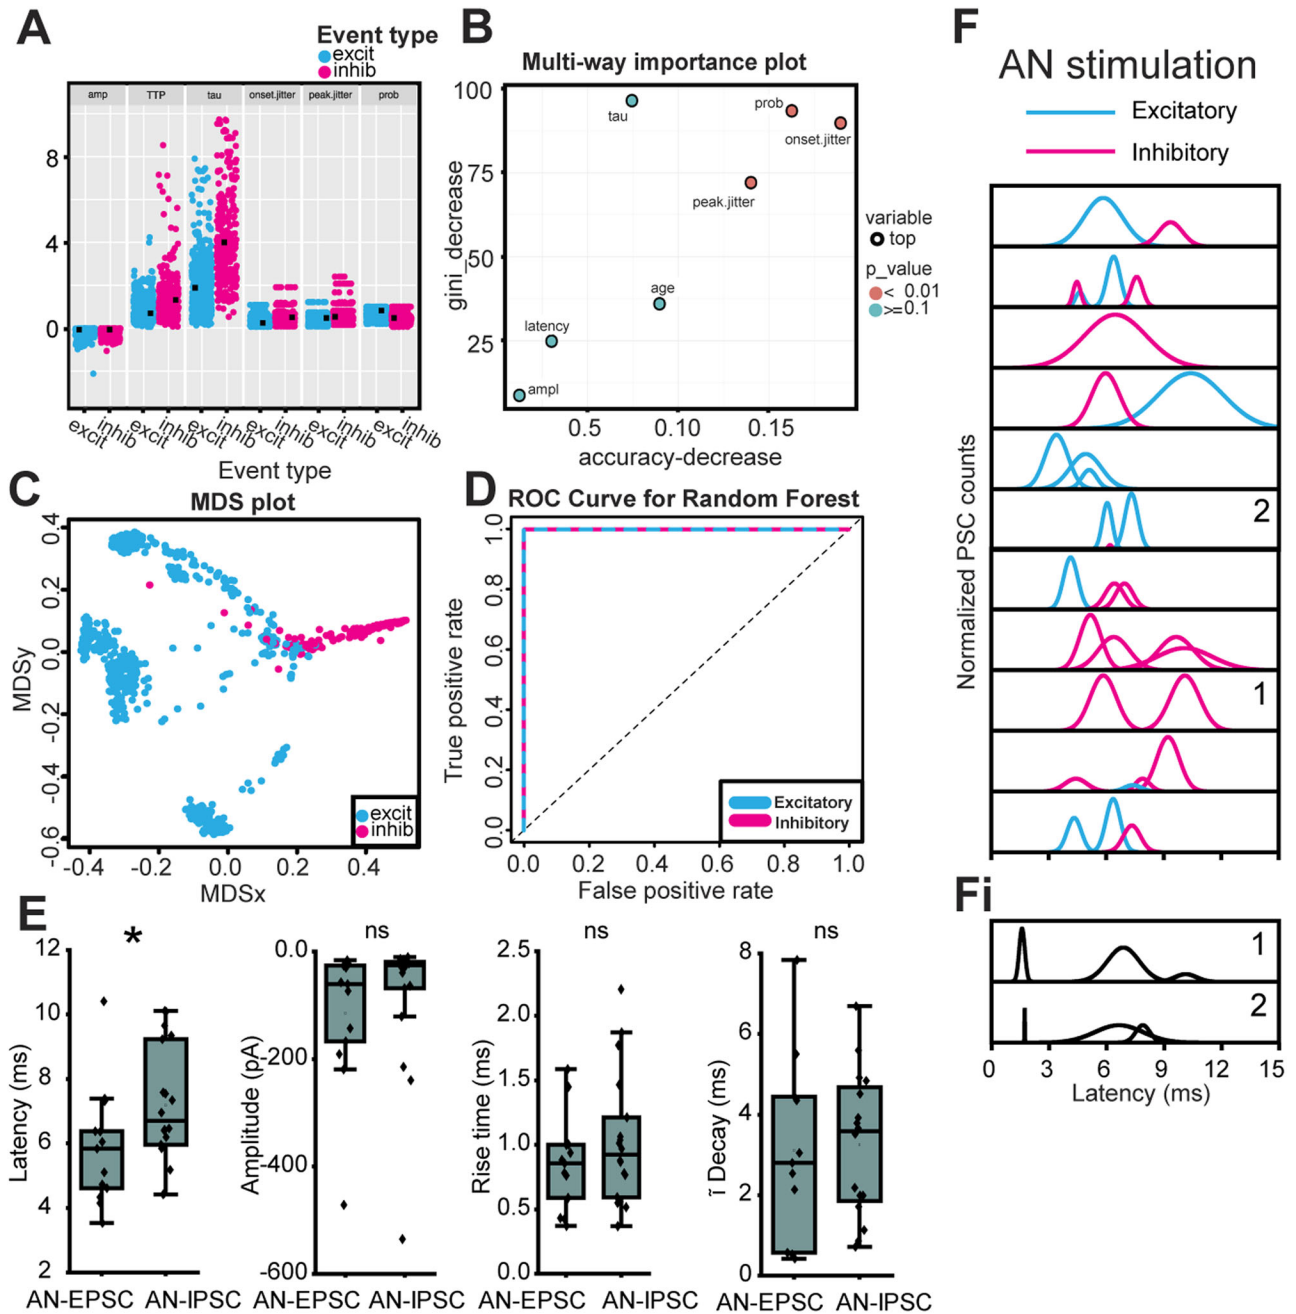 A
Event type
excit
inhib
amp TTP tau onset.jitter peak.jitter prob
8
4
0
excit inhib excit inhib excit inhib excit inhib excit inhib excit inhib
Event type
B
Multi-way importance plot
100
75
50
25
gini_decrease
tau
prob
onset.jitter
peak.jitter
age
latency
ampl
0.5 0.10 0.15
accuracy-decrease
variable
top
p_value
< 0.01
>=0.1
C
MDS plot
0.4
0.2
0.0
-0.2
-0.4
-0.6
MDSy
excit
inhib
-0.4 -0.2 0.0 0.2 0.4
MDSx
D
ROC Curve for Random Forest
1.0
0.8
0.6
0.4
0.2
0.0
True positive rate
Excitatory
Inhibitory
0.0 0.2 0.4 0.6 0.8 1.0
False positive rate
E
*
12
10
8
6
4
2
Latency (ms)
AN-EPSC AN-IPSC
ns
0.0
-200
-400
-600
Amplitude (pA)
AN-EPSC AN-IPSC
ns
2.5
2.0
1.5
1.0
0.5
0.0
Rise time (ms)
AN-EPSC AN-IPSC
ns
8
6
4
2
0
Decay (ms)
AN-EPSC AN-IPSC
F
AN stimulation
Excitatory
Inhibitory
Normalized PSC counts
2
1
Fi
1
2
0 3 6 9 12 15
Latency (ms)